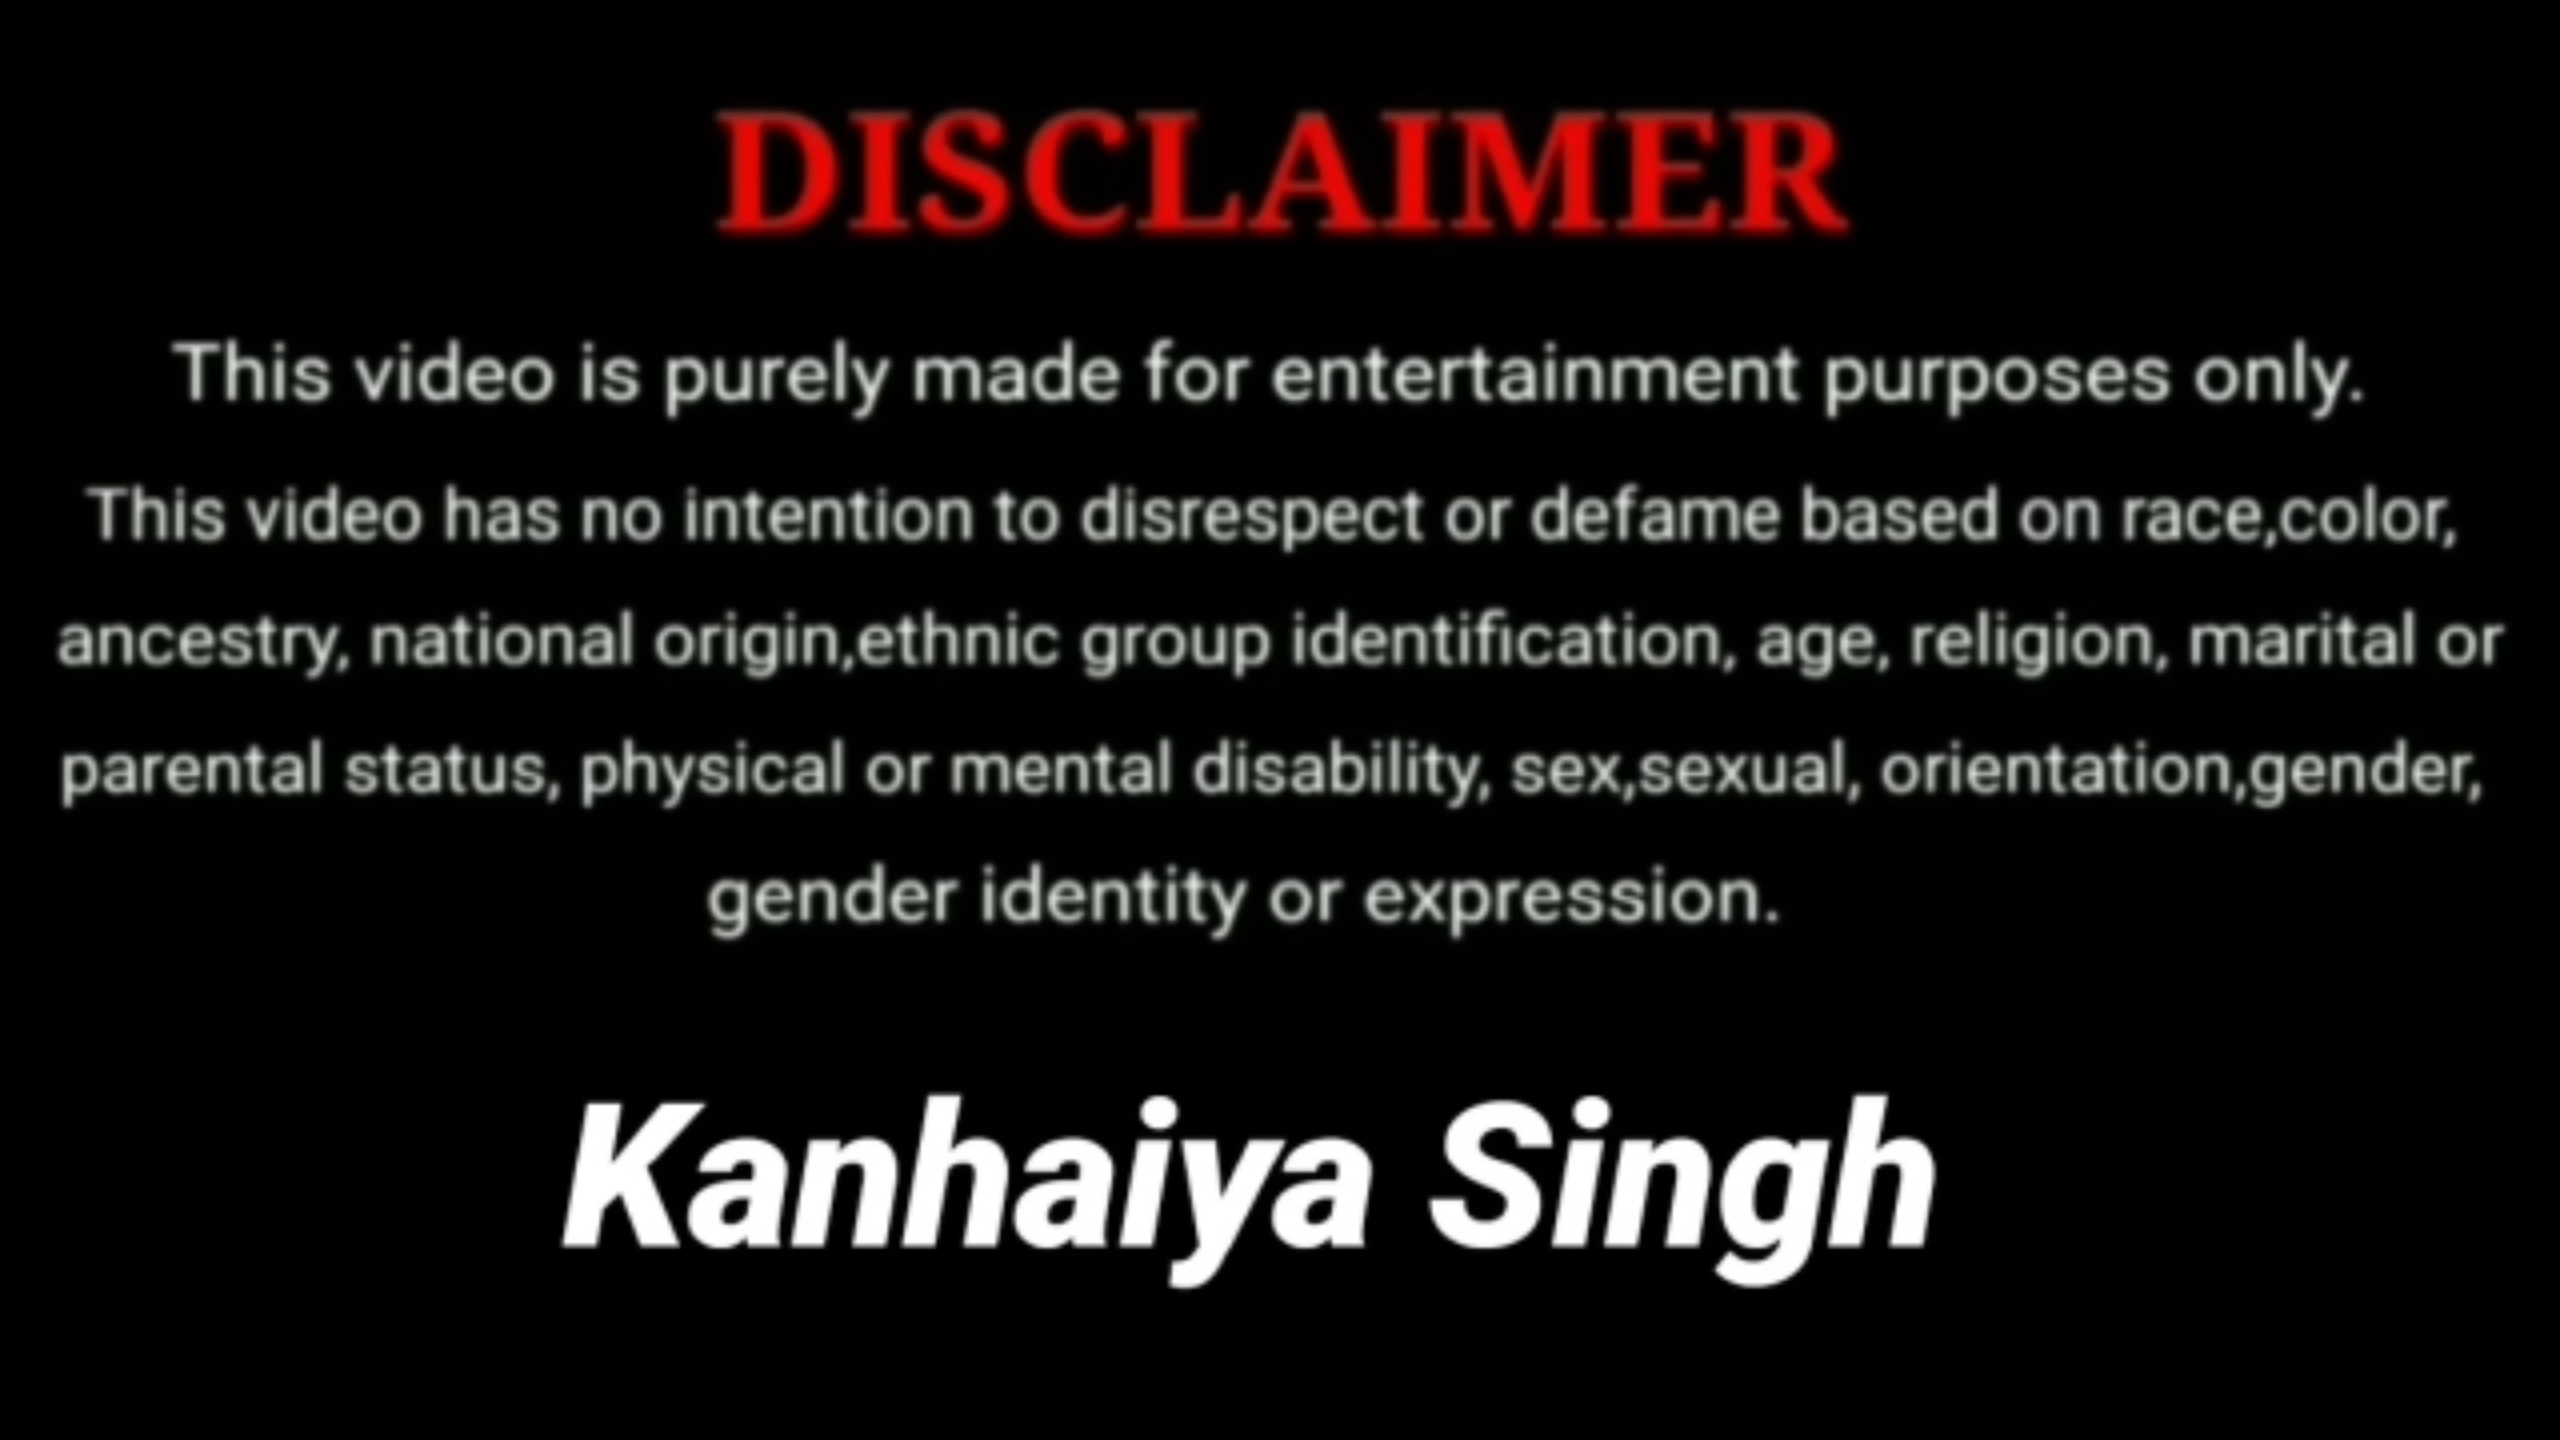 DISCLAIMER
This video is purely made for entertainment purposes only.
This video has no intention to disrespect or defame based on race,color,
ancestry, national origin,ethnic group identification, age, religion, marital or
parental status, physical or mental disability, sex,sexual, orientation,gender,
gender identity or expression.
Kanhaiya Singh